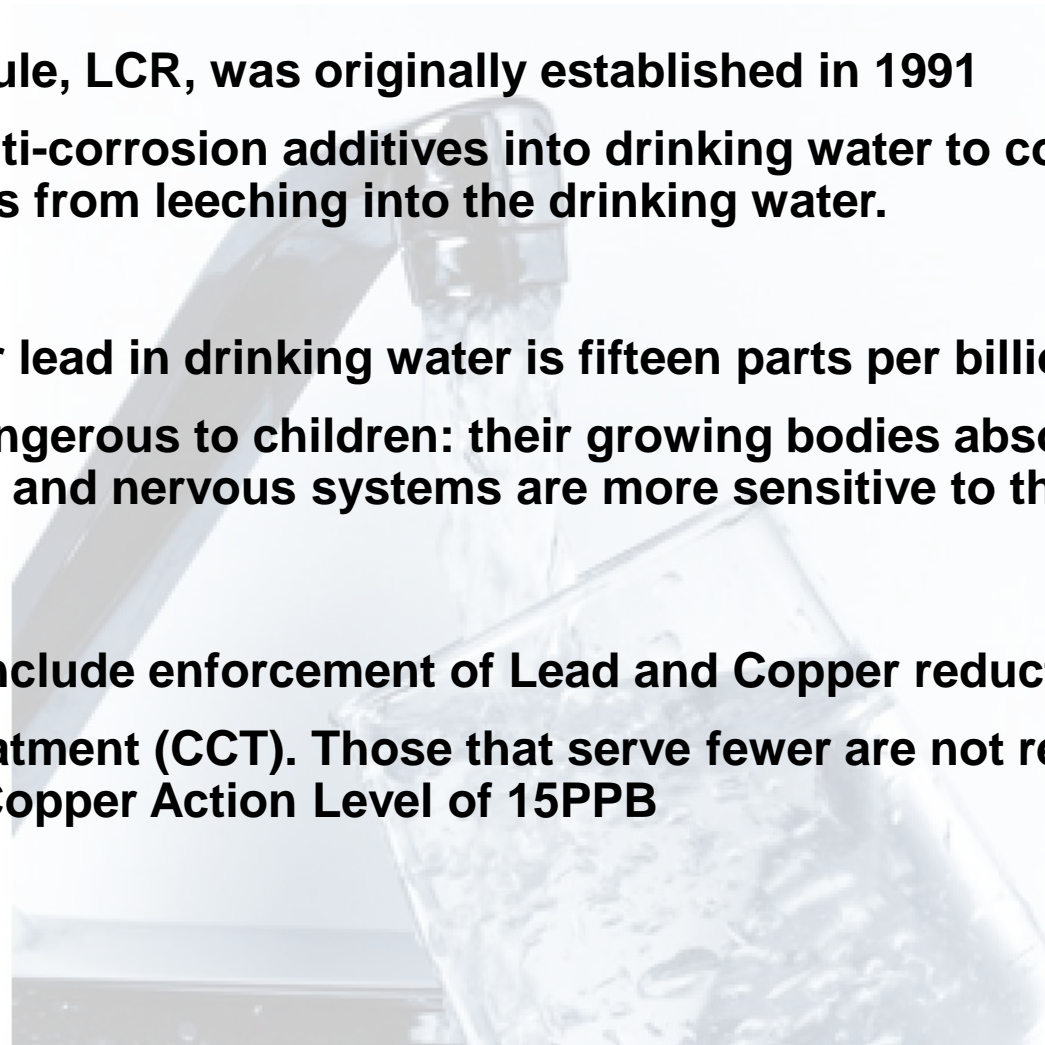 ule, LCR, was originally established in 1991
ti-corrosion additives into drinking water to co
s from leeching into the drinking water.
r lead in drinking water is fifteen parts per billio
ngerous to children: their growing bodies abso
and nervous systems are more sensitive to th
nclude enforcement of Lead and Copper reduct
atment (CCT). Those that serve fewer are not re
Copper Action Level of 15PPB